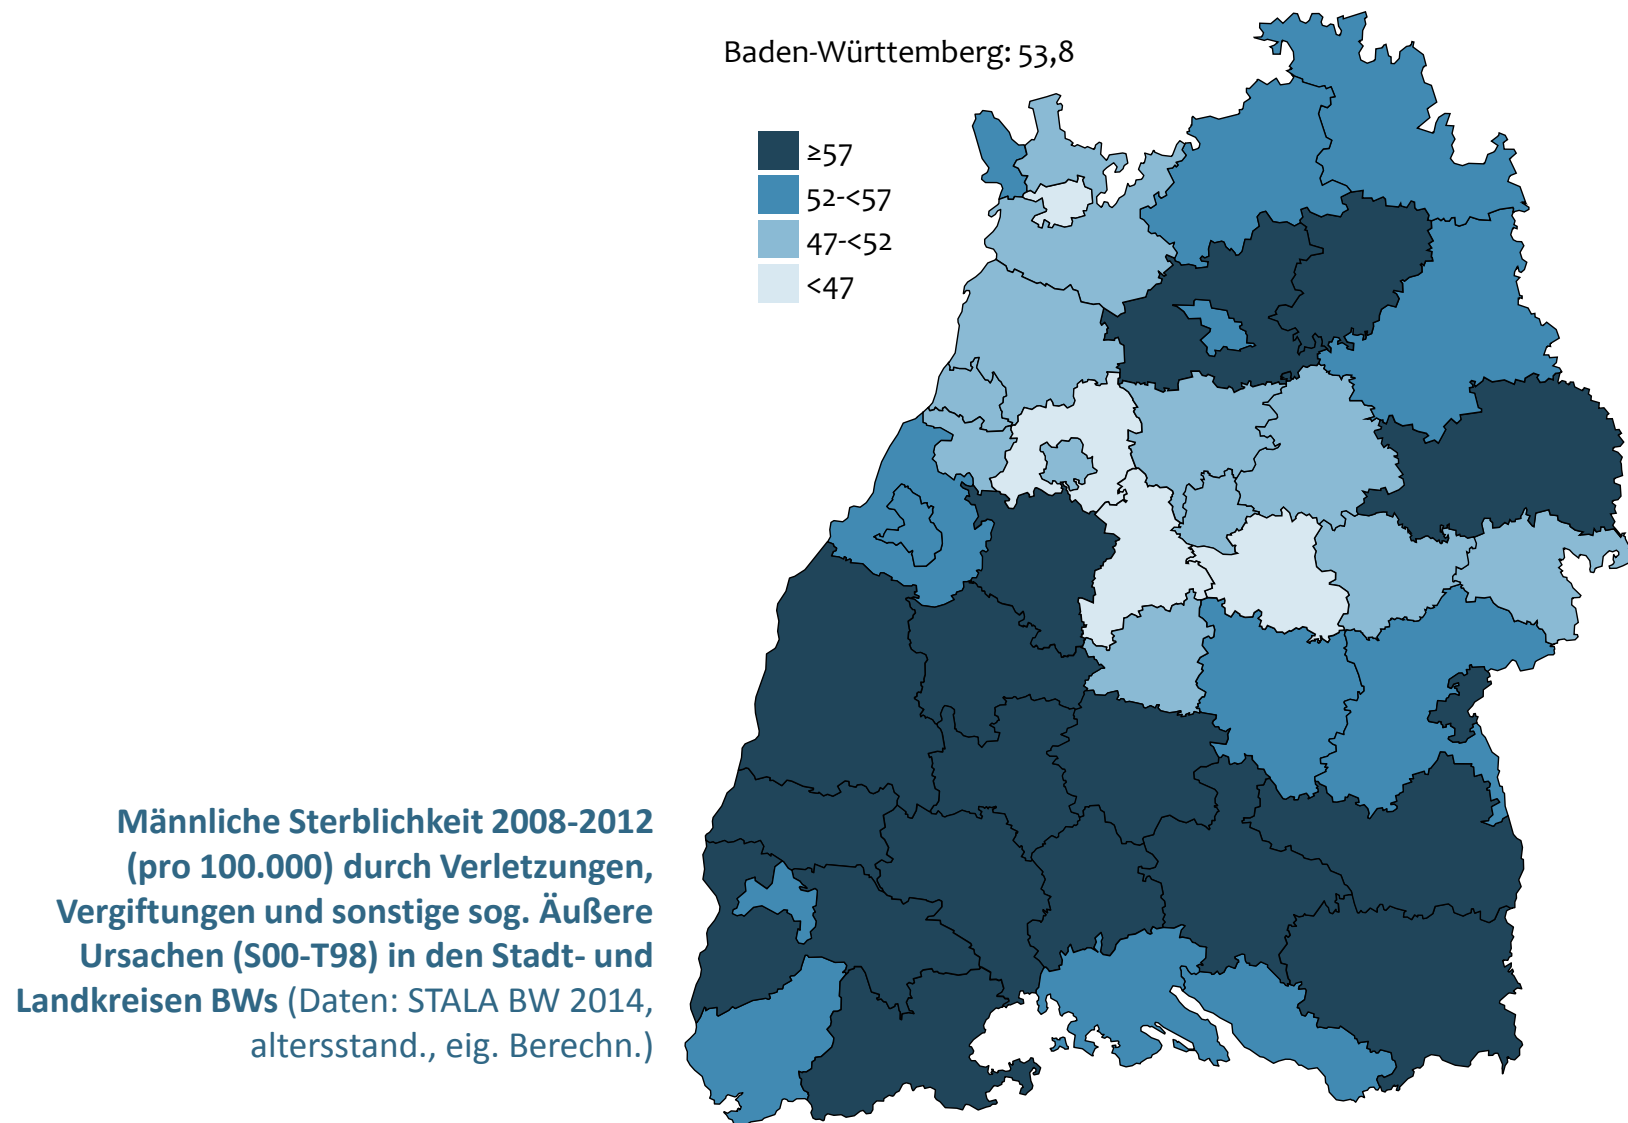 Baden-Württemberg: 53,8
≥57
52-<57
47-<52
<47
Männliche Sterblichkeit 2008-2012
(pro 100.000) durch Verletzungen,
Vergiftungen und sonstige sog. Äußere
Ursachen (S00-T98) in den Stadt- und
Landkreisen BWs (Daten: STALA BW 2014,
altersstand., eig. Berechn.)